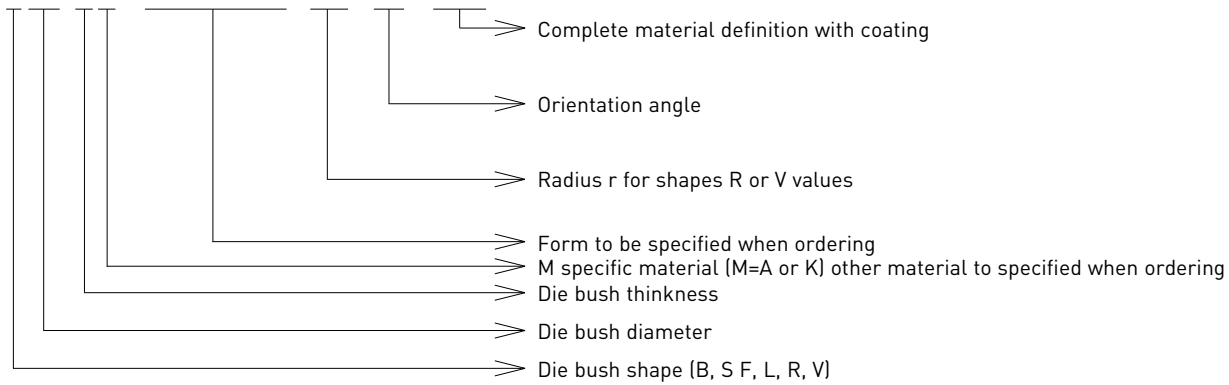 Complete material definition with coating
Orientation angle
Radius r for shapes R or V values
Form to be specified when ordering
M specific material (M=A or K) other material to specified when ordering
Die bush thinkness
Die bush diameter
Die bush shape (B, S F, L, R, V)